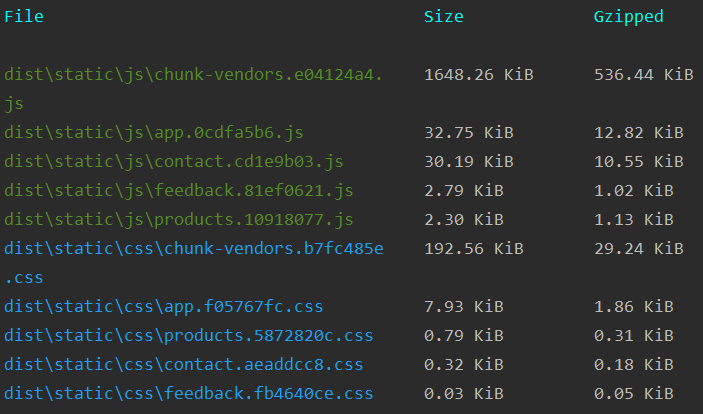 File Size Gzipped
dist\static\js\chunk-vendors.e04124a4. 1648.26 KiB 536.44 KiB
js
dist\static\js\app.0cdfa5b6.js 32.75 KiB 12.82 KiB
dist\static\js\contact.cd1e9b03.js 30.19 KiB 10.55 KiB
dist\static\js\feedback.81ef0621.js 2.79 KiB 1.02 KiB
dist\static\js\products.10918077.js 2.30 KiB 1.13 KiB
dist\static\css\chunk-vendors.b7fc485e 192.56 KiB 29.24 KiB
.css
dist\static\css\app.f05767fc.css 7.93 KiB 1.86 KiB
dist\static\css\products.5872820c.css 0.79 KiB 0.31 KiB
dist\static\css\contact.aeaddcc8.css 0.32 KiB 0.18 KiB
dist\static\css\feedback.fb4640ce.css 0.03 KiB 0.05 KiB